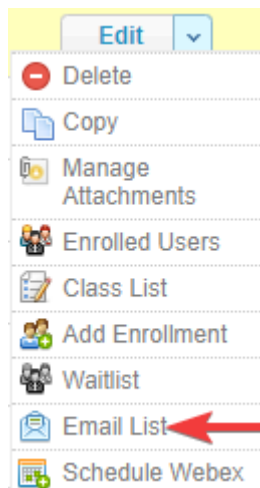 Edit
Delete
Copy
Manage
Attachments
Enrolled Users
Class List
Add Enrollment
Waitlist
Email List
Schedule Webex